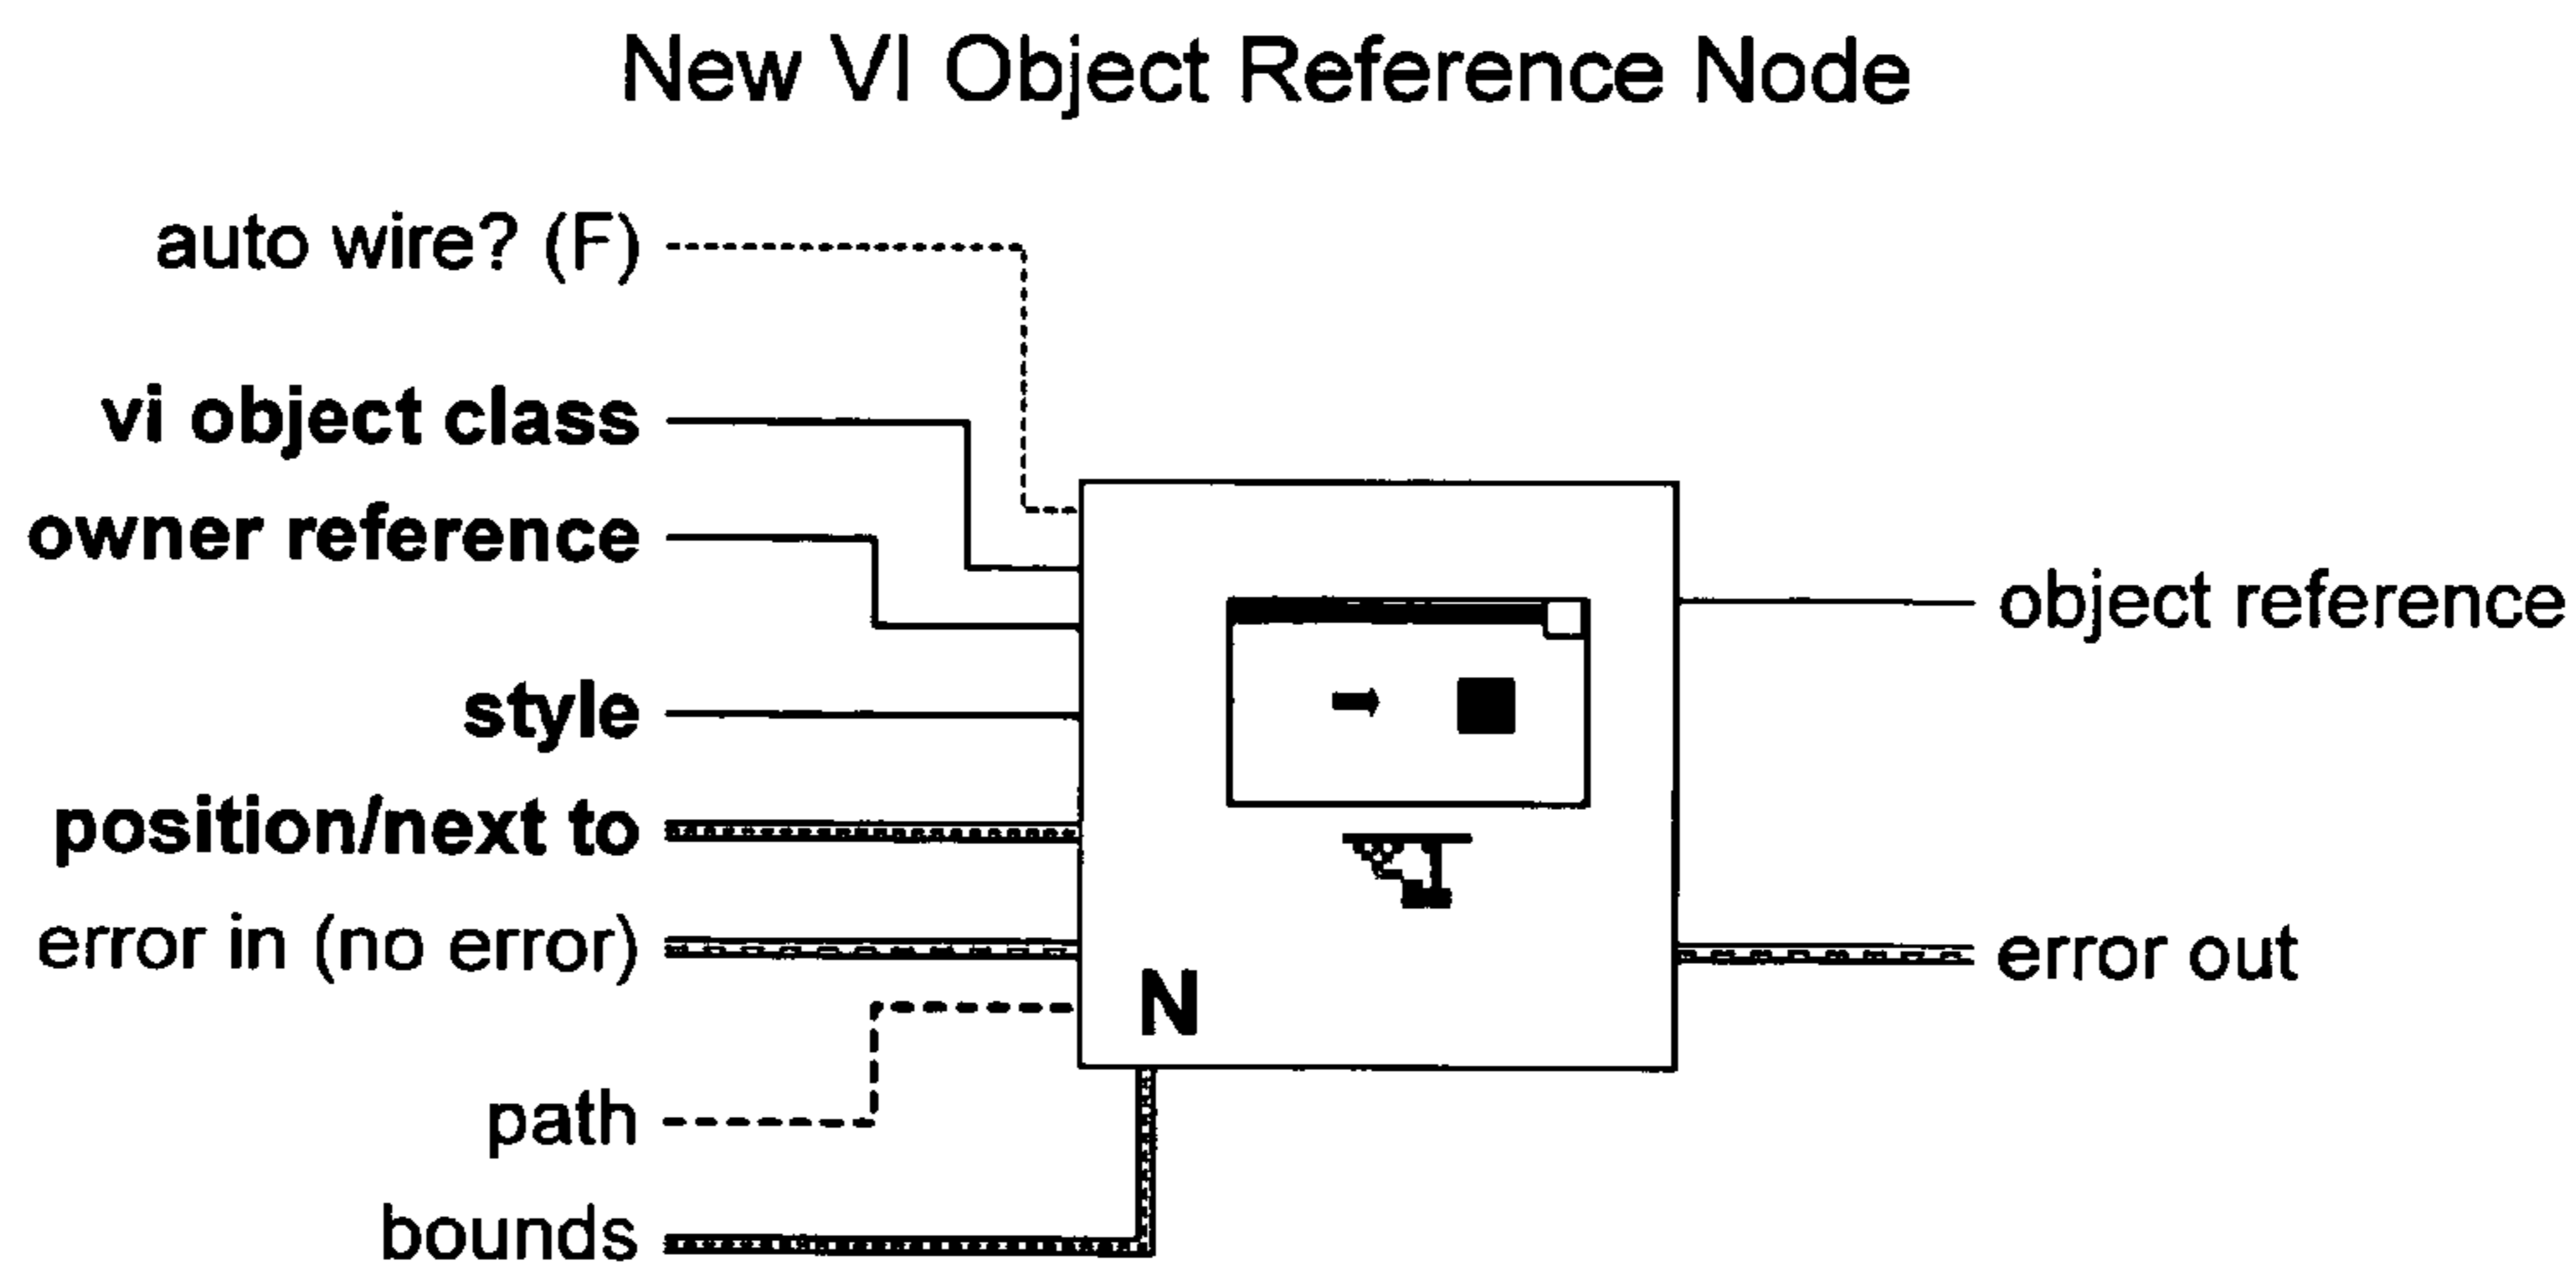 New VI Object Reference Node
auto wire? (F)
vi object class
owner reference
style
position/next to
error in (no error)
path
bounds
N
object reference
error out